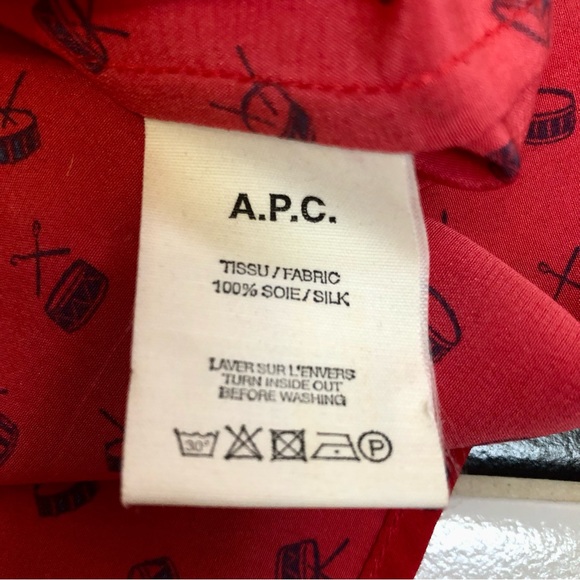 A.P.C.
TISSU/FABRIC
100% SOIE/SILK
LAVER SUR L'ENVERS
TURN INSIDE OUT
BEFORE WASHING
30° P